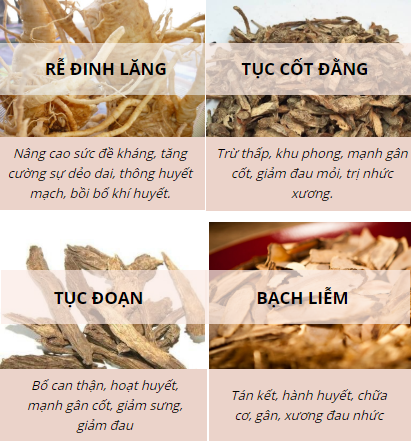 RỄ ĐINH LĂNG
Nâng cao sức đề kháng, tăng
cường sự dẻo dai, thông huyết
mạch, bồi bổ khí huyết.
TỤC CỐT ĐẰNG
Trừ thấp, khu phong, mạnh gân
cốt, giảm đau mỏi, trị nhức
xương.
TỤC ĐOẠN
Bổ can thận, hoạt huyết,
mạnh gân cốt, giảm sưng,
giảm đau
BẠCH LIỄM
Tán kết, hành huyết, chữa
cơ, gân, xương đau nhức